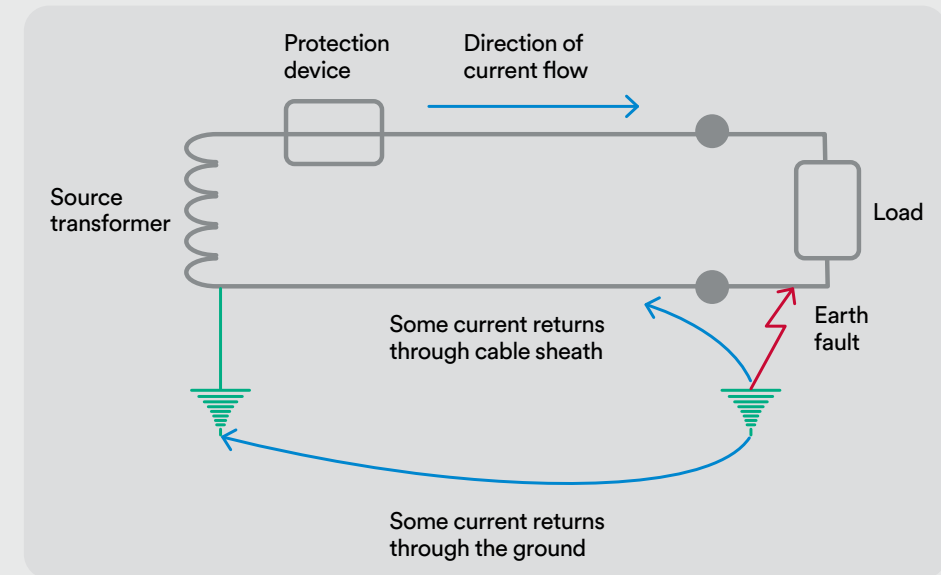 Protection
device
Direction of
current flow
Source
transformer
Load
Some current returns
through cable sheath
Earth
fault
Some current returns
through the ground